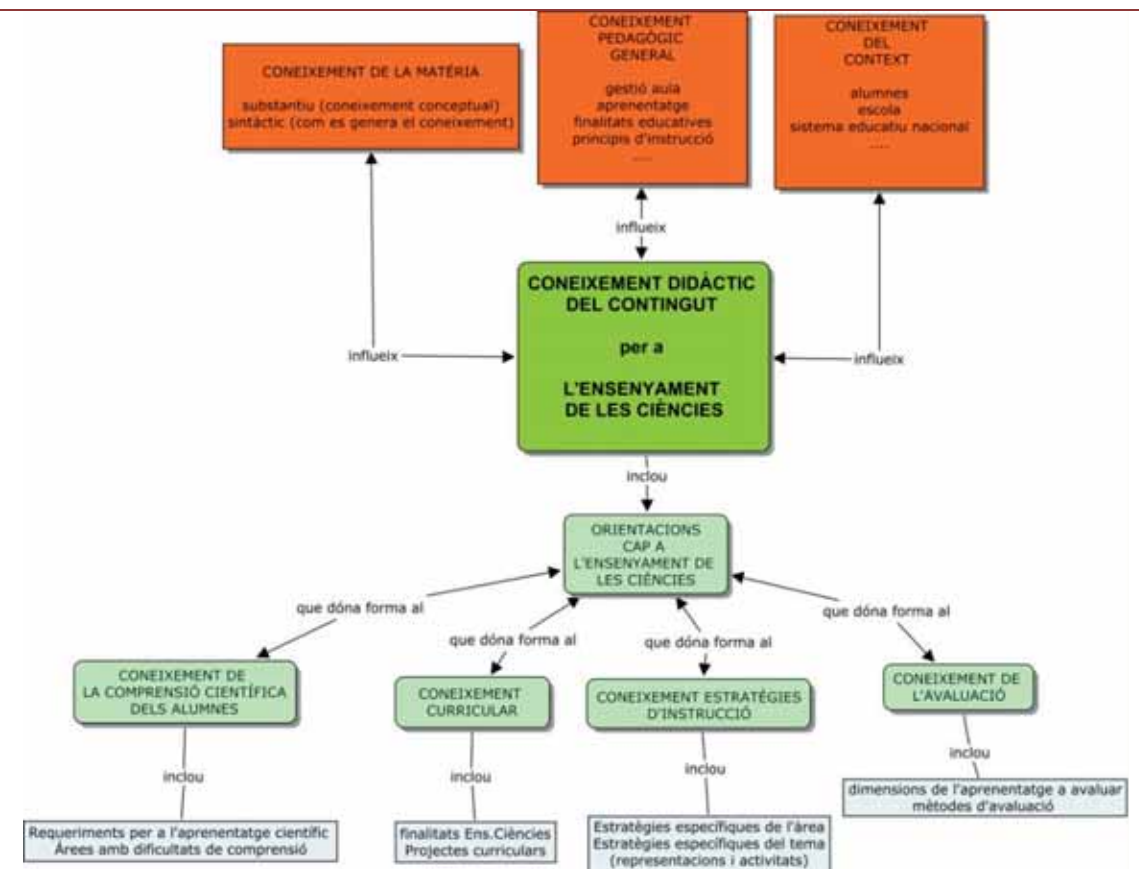 CONEIXEMENT DE LA MATÉRIA
substantiu (coneixement conceptual)
sintàctic (com es genera el coneixement)
CONEIXEMENT
PEDAGÒGIC
GENERAL
gestió aula
aprenentatge
finalitats educatives
principis d'instrucció
.....
CONEIXEMENT
DEL
CONTEXT
alumnes
escola
sistema educatiu nacional
.....
influeix
influeix
influeix
CONEIXEMENT DIDÀCTIC
DEL CONTINGUT
per a
L'ENSENYAMENT
DE LES CIÈNCIES
inclou
ORIENTACIONS
CAP A
L'ENSENYAMENT DE
LES CIÈNCIES
que dóna forma al
que dóna forma al
que dóna forma al
que dóna forma al
CONEIXEMENT DE
LA COMPRENSIÓ CIENTÍFICA
DELS ALUMNES
CONEIXEMENT
CURRICULAR
CONEIXEMENT ESTRATÉGIES
D'INSTRUCCIÓ
CONEIXEMENT DE
L'AVALUACIÓ
inclou
inclou
inclou
inclou
Requeriments per a l'aprenentatge científic
Àrees amb dificultats de comprensió
finalitats Ens.Ciències
Projectes curriculars
Estratègies específiques de l'àrea
Estratègies específiques del tema
(representacions i activitats)
dimensions de l'aprenentatge a avaluar
mètodes d'avaluació